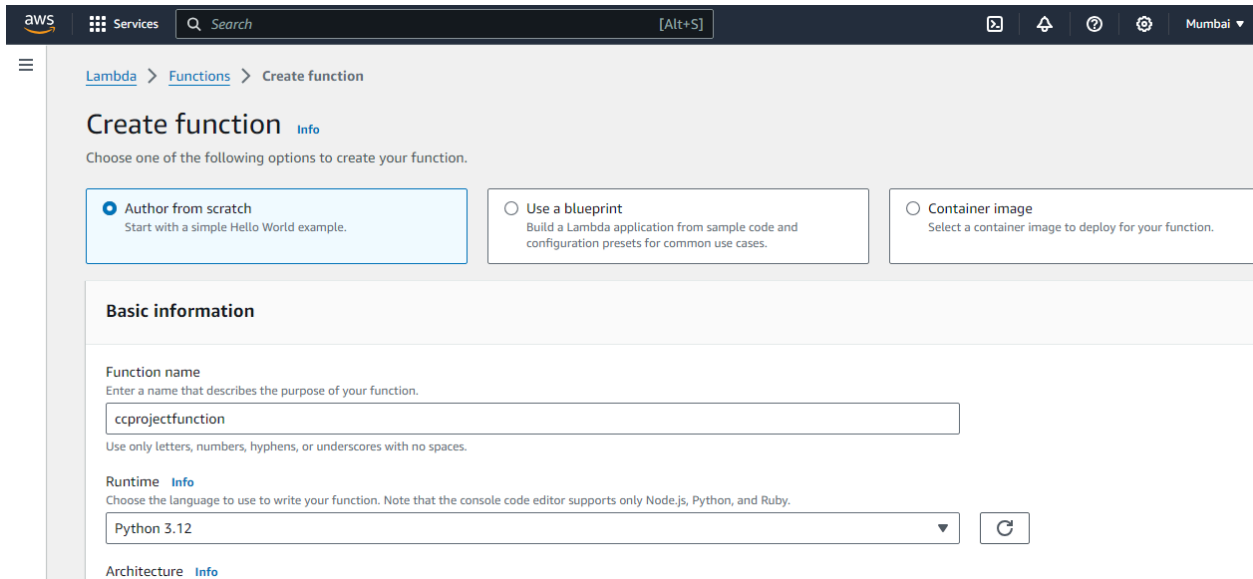 aws Services Search [Alt+S] Mumbai
Lambda > Functions > Create function
Create function Info
Choose one of the following options to create your function.
Author from scratch
Start with a simple Hello World example.
Use a blueprint
Build a Lambda application from sample code and
configuration presets for common use cases.
Container image
Select a container image to deploy for your function.
Basic information
Function name
Enter a name that describes the purpose of your function.
ccprojectfunction
Use only letters, numbers, hyphens, or underscores with no spaces.
Runtime Info
Choose the language to use to write your function. Note that the console code editor supports only Node.js, Python, and Ruby.
Python 3.12
Architecture Info